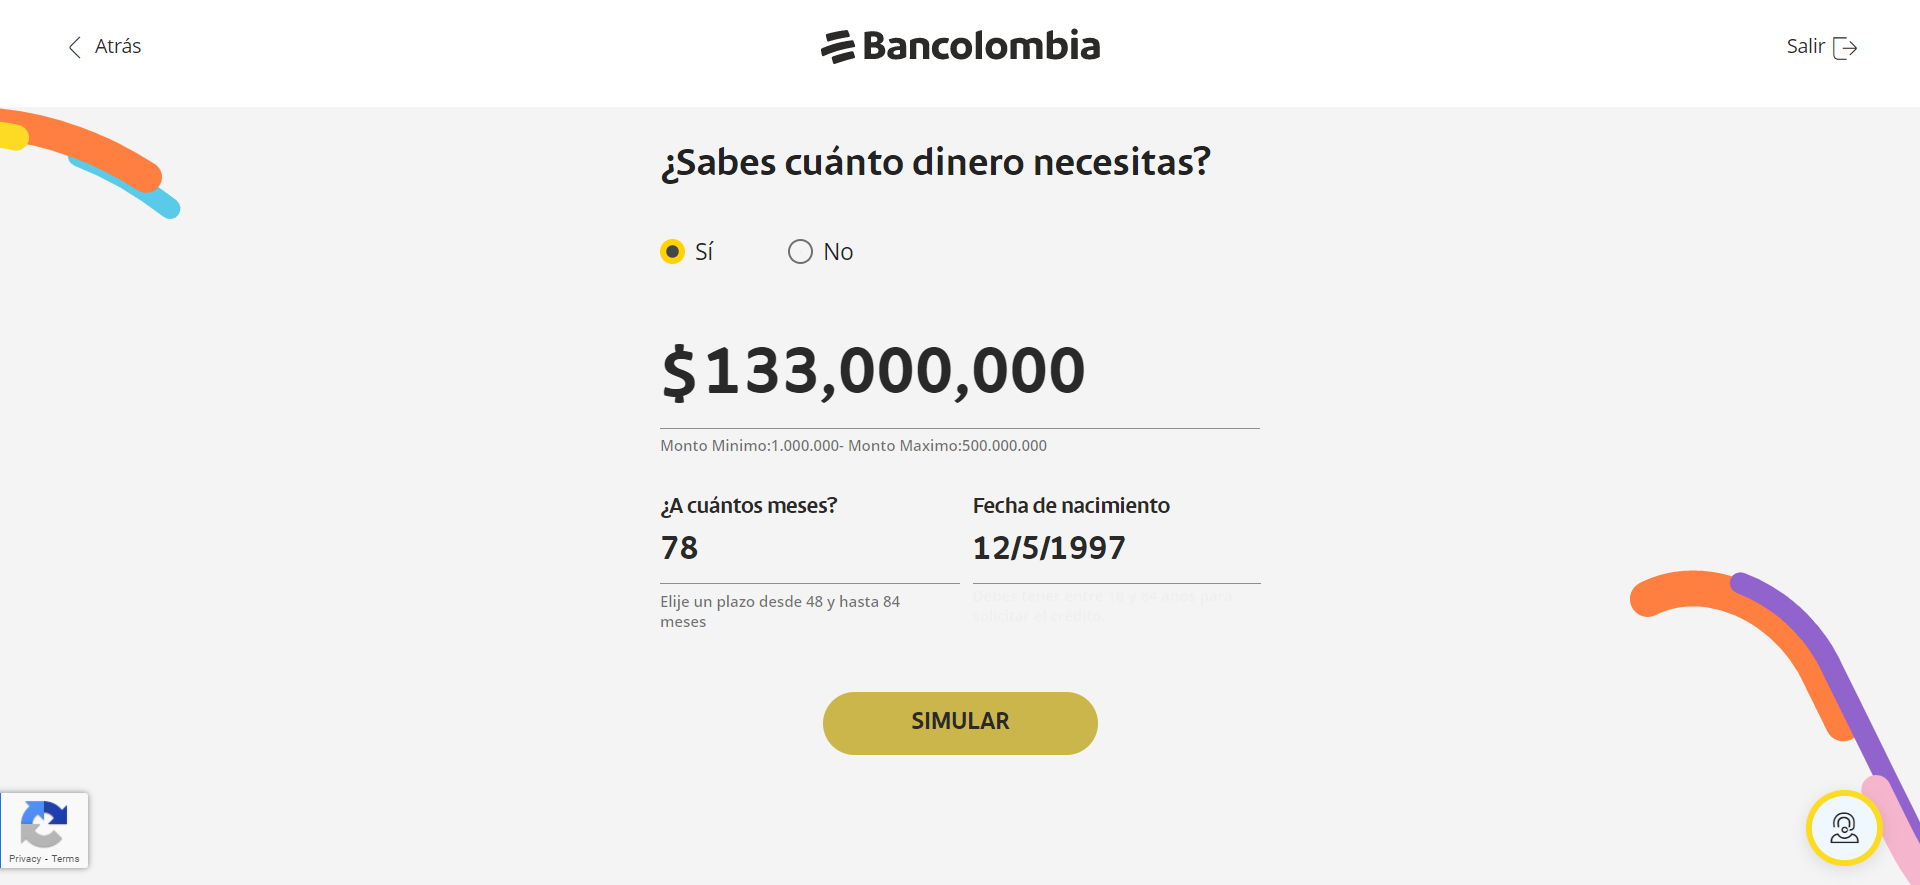 Atrás
Bancolombia
Salir
¿Sabes cuánto dinero necesitas?
Sí
No
$133,000,000
Monto Minimo:1.000.000- Monto Maximo:500.000.000
¿A cuántos meses?
Fecha de nacimiento
78
12/5/1997
Elije un plazo desde 48 y hasta 84
meses
Debes tener entre 18 y 84 años para
solicitar el crédito.
SIMULAR
Privacy - Terms